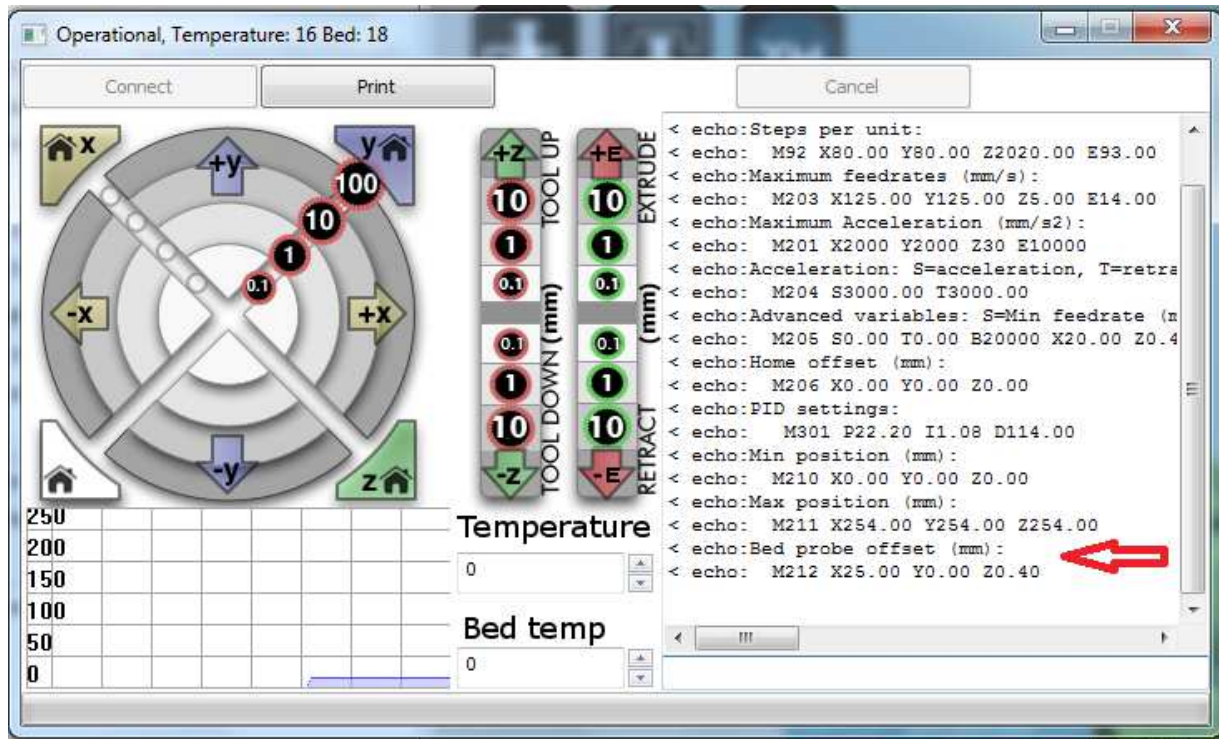 Operational, Temperature: 16 Bed: 18
X
Connect
Print
Cancel
x
+y
y
100
10
1
0.1
-x
+x
-y
z
+Z
10
1
0.1
0.1
1
10
-Z
TOOL UP
TOOL DOWN (mm)
+E
10
1
0.1
0.1
1
10
-E
EXTRUDE
RETRACT (mm)
< echo:Steps per unit:
< echo:  M92 X80.00 Y80.00 Z2020.00 E93.00
< echo:Maximum feedrates (mm/s):
< echo:  M203 X125.00 Y125.00 Z5.00 E14.00
< echo:Maximum Acceleration (mm/s2):
< echo:  M201 X2000 Y2000 Z30 E10000
< echo:Acceleration: S=acceleration, T=retra
< echo:  M204 S3000.00 T3000.00
< echo:Advanced variables: S=Min feedrate (m
< echo:  M205 S0.00 T0.00 B20000 X20.00 Z0.4
< echo:Home offset (mm):
< echo:  M206 X0.00 Y0.00 Z0.00
< echo:PID settings:
< echo:   M301 P22.20 I1.08 D114.00
< echo:Min position (mm):
< echo:  M210 X0.00 Y0.00 Z0.00
< echo:Max position (mm):
< echo:  M211 X254.00 Y254.00 Z254.00
< echo:Bed probe offset (mm):
< echo:  M212 X25.00 Y0.00 Z0.40
250
200
150
100
50
0
Temperature
0
Bed temp
0